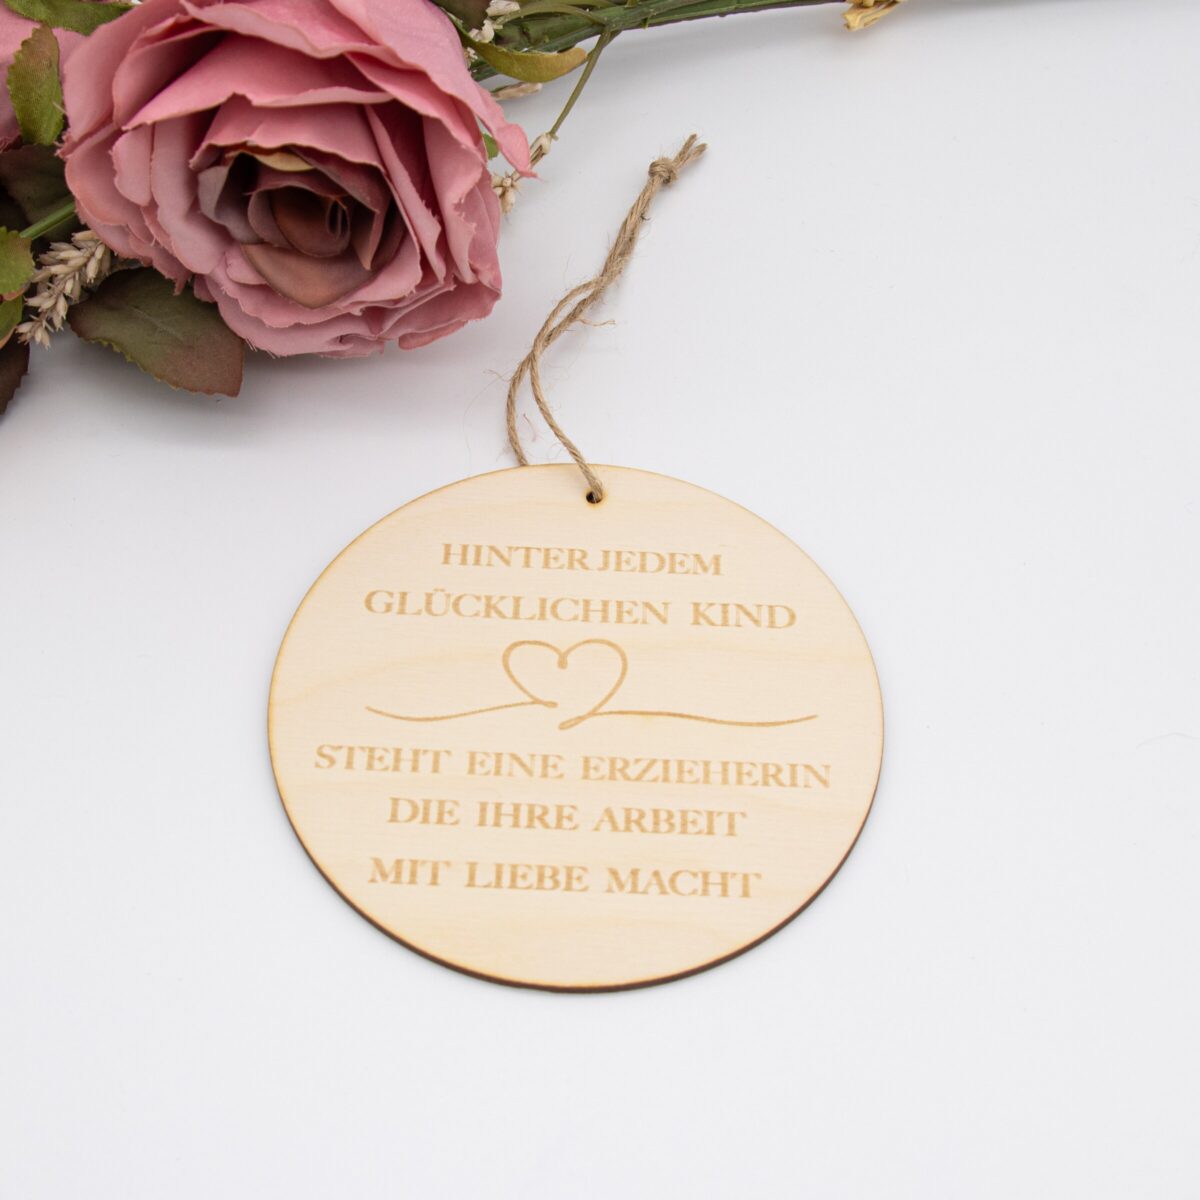 HINTER JEDEM
GLÜCKLICHEN KIND
STEHT EINE ERZIEHERIN
DIE IHRE ARBEIT
MIT LIEBE MACHT